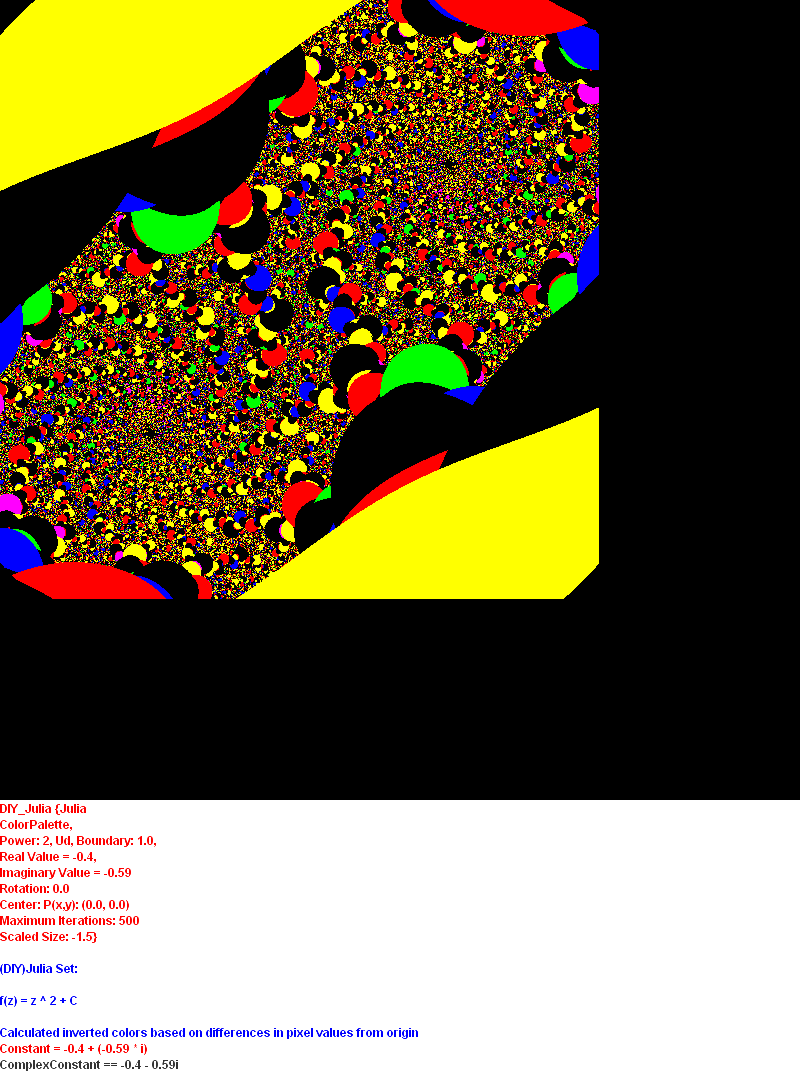 DIY_Julia {Julia
ColorPalette,
Power: 2, Ud, Boundary: 1.0,
Real Value = -0.4,
Imaginary Value = -0.59
Rotation: 0.0
Center: P(x,y): (0.0, 0.0)
Maximum Iterations: 500
Scaled Size: -1.5}
(DIY)Julia Set:
f(z) = z ^ 2 + C
Calculated inverted colors based on differences in pixel values from origin
Constant = -0.4 + (-0.59 * i)
ComplexConstant == -0.4 - 0.59i